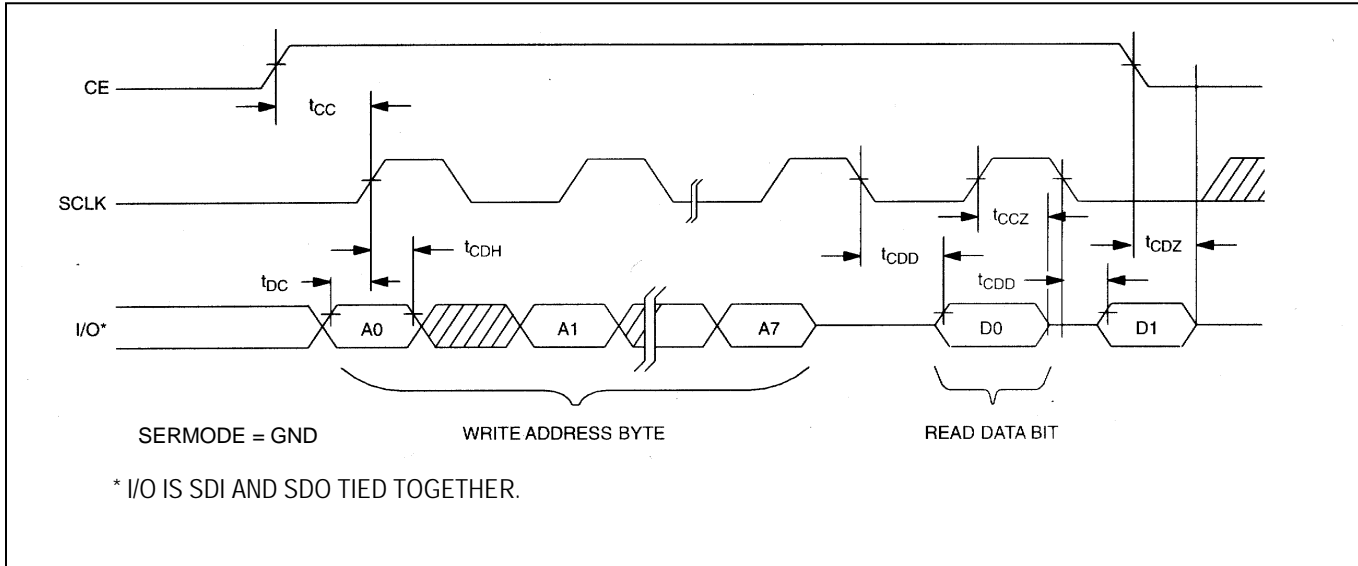 CE
tCC
SCLK
tCCZ
tCDH
tCDD
tCDZ
tDC
tCDD
I/O*
A0
A1
A7
D0
D1
SERMODE = GND
WRITE ADDRESS BYTE
READ DATA BIT
* I/O IS SDI AND SDO TIED TOGETHER.